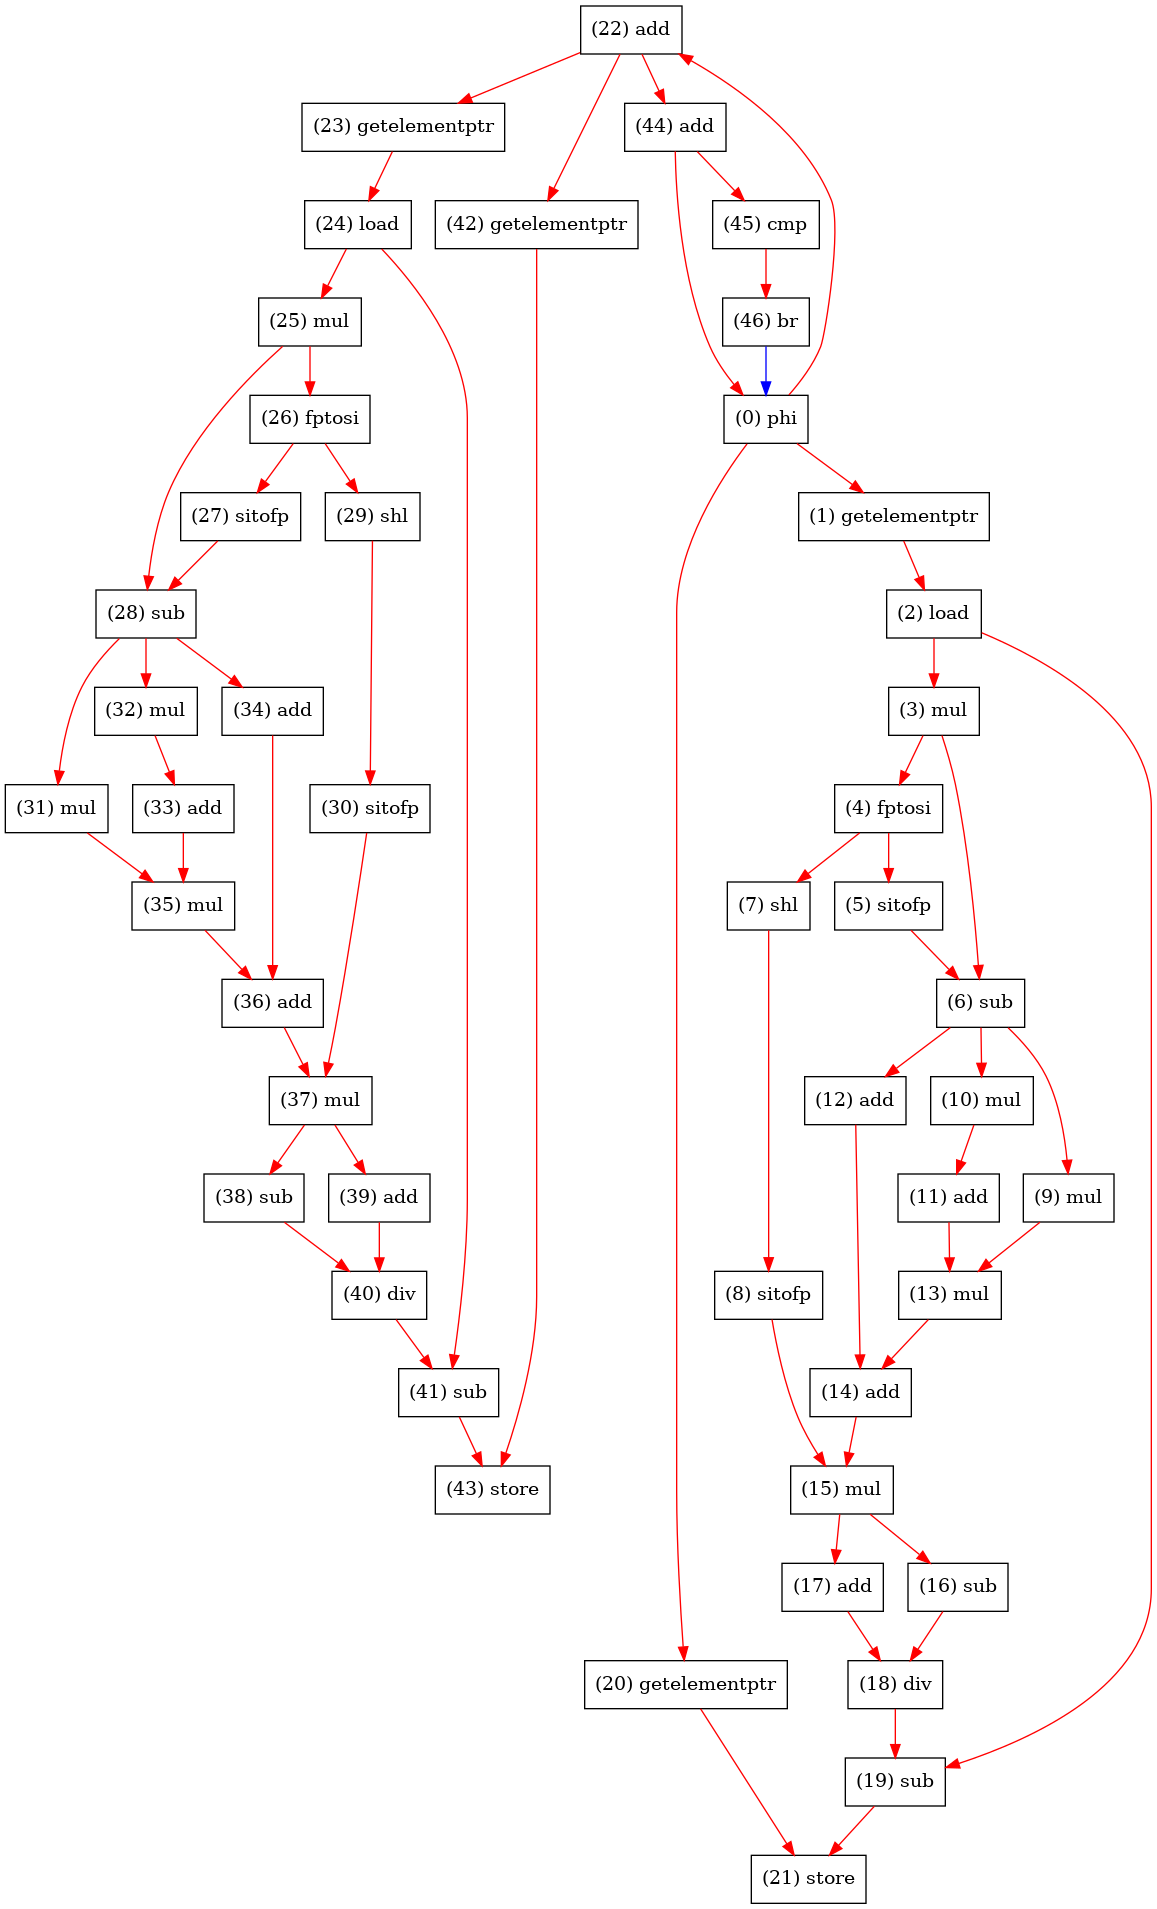 (22) add
(23) getelementptr
(44) add
(24) load
(42) getelementptr
(45) cmp
(25) mul
(46) br
(26) fptosi
(0) phi
(27) sitofp
(29) shl
(1) getelementptr
(28) sub
(2) load
(32) mul
(34) add
(3) mul
(31) mul
(33) add
(30) sitofp
(4) fptosi
(35) mul
(7) shl
(5) sitofp
(36) add
(6) sub
(37) mul
(12) add
(10) mul
(38) sub
(39) add
(11) add
(9) mul
(40) div
(8) sitofp
(13) mul
(41) sub
(14) add
(43) store
(15) mul
(17) add
(16) sub
(20) getelementptr
(18) div
(19) sub
(21) store